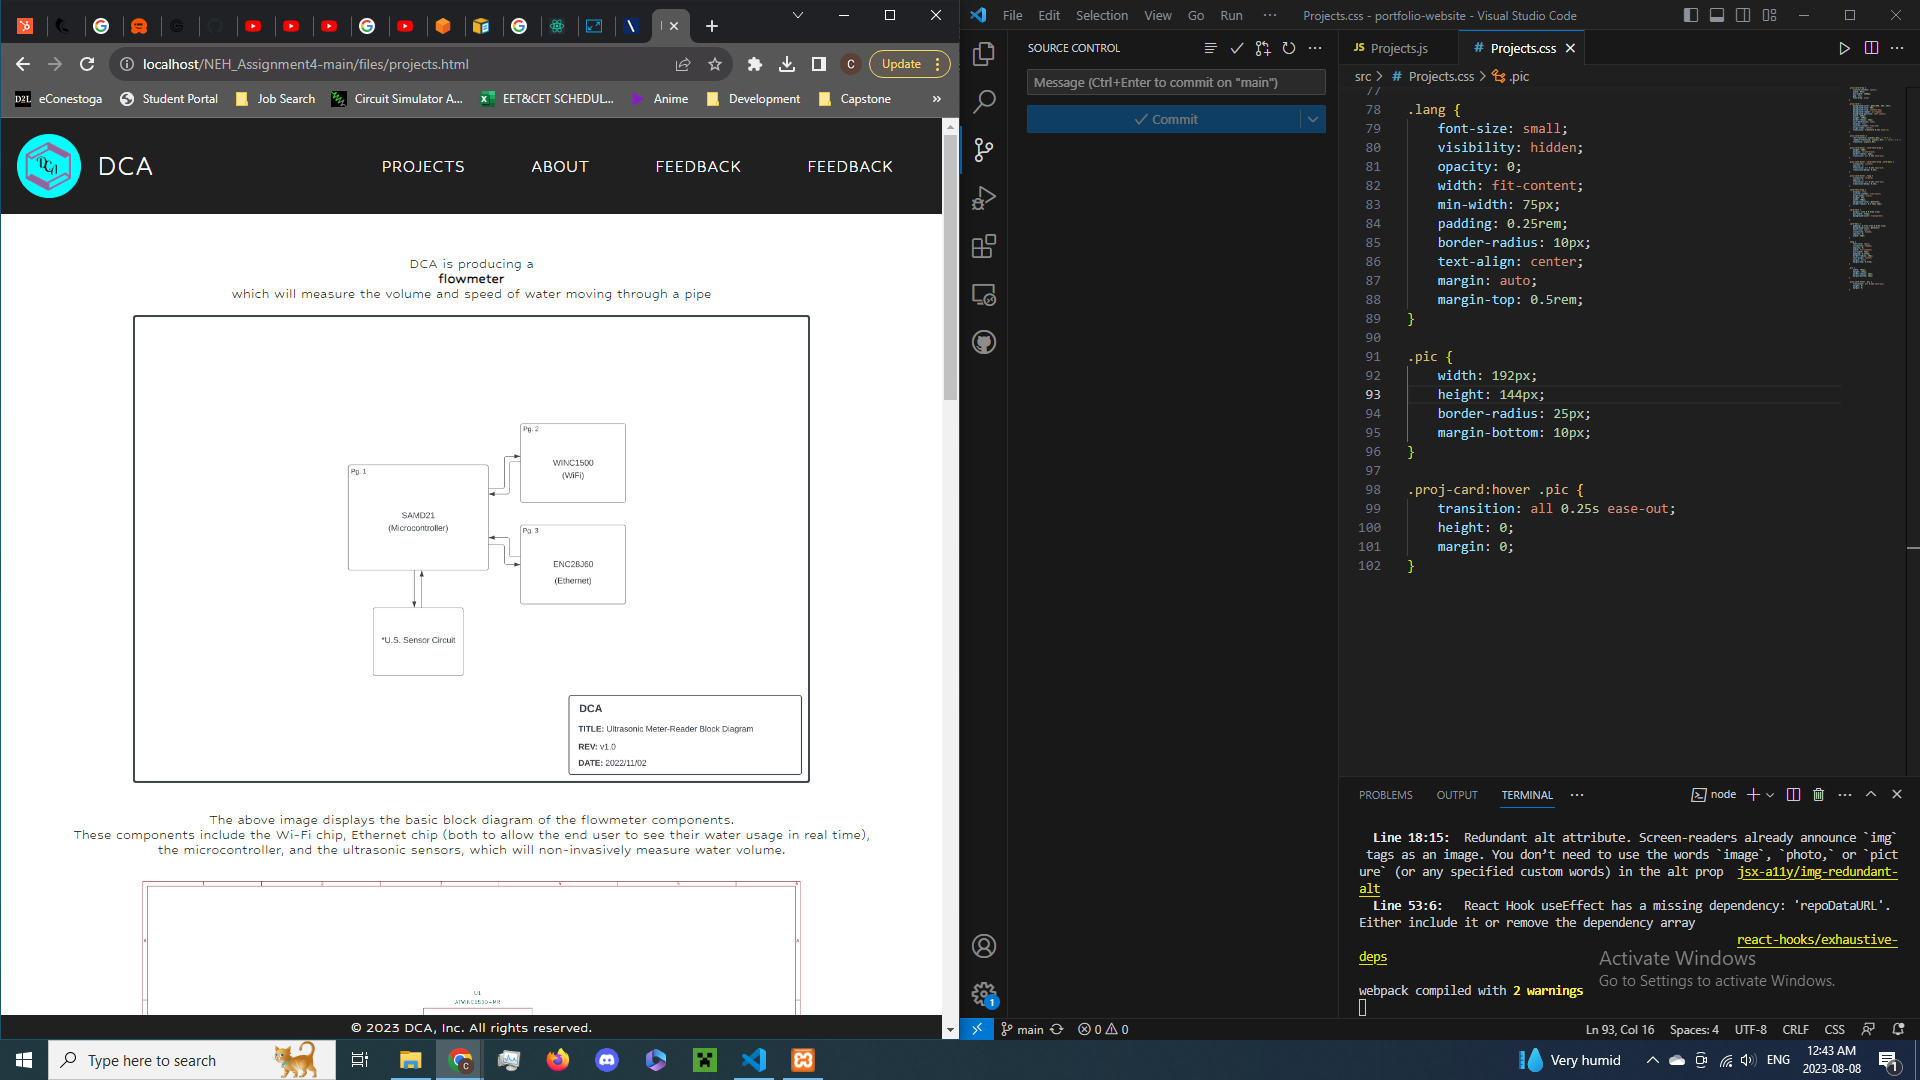 localhost/NEH_Assignment4-main/files/projects.html
Update
eConestoga
Student Portal
Job Search
Circuit Simulator A...
EET&CET SCHEDUL...
Anime
Development
Capstone
DCA
DCA
PROJECTS
ABOUT
FEEDBACK
FEEDBACK
DCA is producing a
flowmeter
which will measure the volume and speed of water moving through a pipe
Pg. 1
SAMD21
(Microcontroller)
Pg. 2
WINC1500
(WiFi)
Pg. 3
ENC28J60
(Ethernet)
*U.S. Sensor Circuit
DCA
TITLE: Ultrasonic Meter-Reader Block Diagram
REV: v1.0
DATE: 2022/11/02
The above image displays the basic block diagram of the flowmeter components.
These components include the Wi-Fi chip, Ethernet chip (both to allow the end user to see their water usage in real time),
the microcontroller, and the ultrasonic sensors, which will non-invasively measure water volume.
U1
© 2023 DCA, Inc. All rights reserved.
File Edit Selection View Go Run ···
Projects.css - portfolio-website - Visual Studio Code
SOURCE CONTROL
Message (Ctrl+Enter to commit on "main")
Commit
JS Projects.js
# Projects.css
src > # Projects.css > .pic
77
78 .lang {
79 font-size: small;
80 visibility: hidden;
81 opacity: 0;
82 width: fit-content;
83 min-width: 75px;
84 padding: 0.25rem;
85 border-radius: 10px;
86 text-align: center;
87 margin: auto;
88 margin-top: 0.5rem;
89 }
90
91 .pic {
92 width: 192px;
93 height: 144px;
94 border-radius: 25px;
95 margin-bottom: 10px;
96 }
97
98 .proj-card:hover .pic {
99 transition: all 0.25s ease-out;
100 height: 0;
101 margin: 0;
102 }
PROBLEMS OUTPUT TERMINAL ···
node
Line 18:15: Redundant alt attribute. Screen-readers already announce `img`
tags as an image. You don't need to use the words `image`, `photo,` or `pict
ure` (or any specified custom words) in the alt prop jsx-a11y/img-redundant-
alt
Line 53:6: React Hook useEffect has a missing dependency: 'repoDataURL'.
Either include it or remove the dependency array
react-hooks/exhaustive-
deps
webpack compiled with 2 warnings
Activate Windows
Go to Settings to activate Windows.
1
main
0 0
Ln 93, Col 16
Spaces: 4
UTF-8
CRLF
CSS
Type here to search
Very humid
ENG
12:43 AM
2023-08-08
1